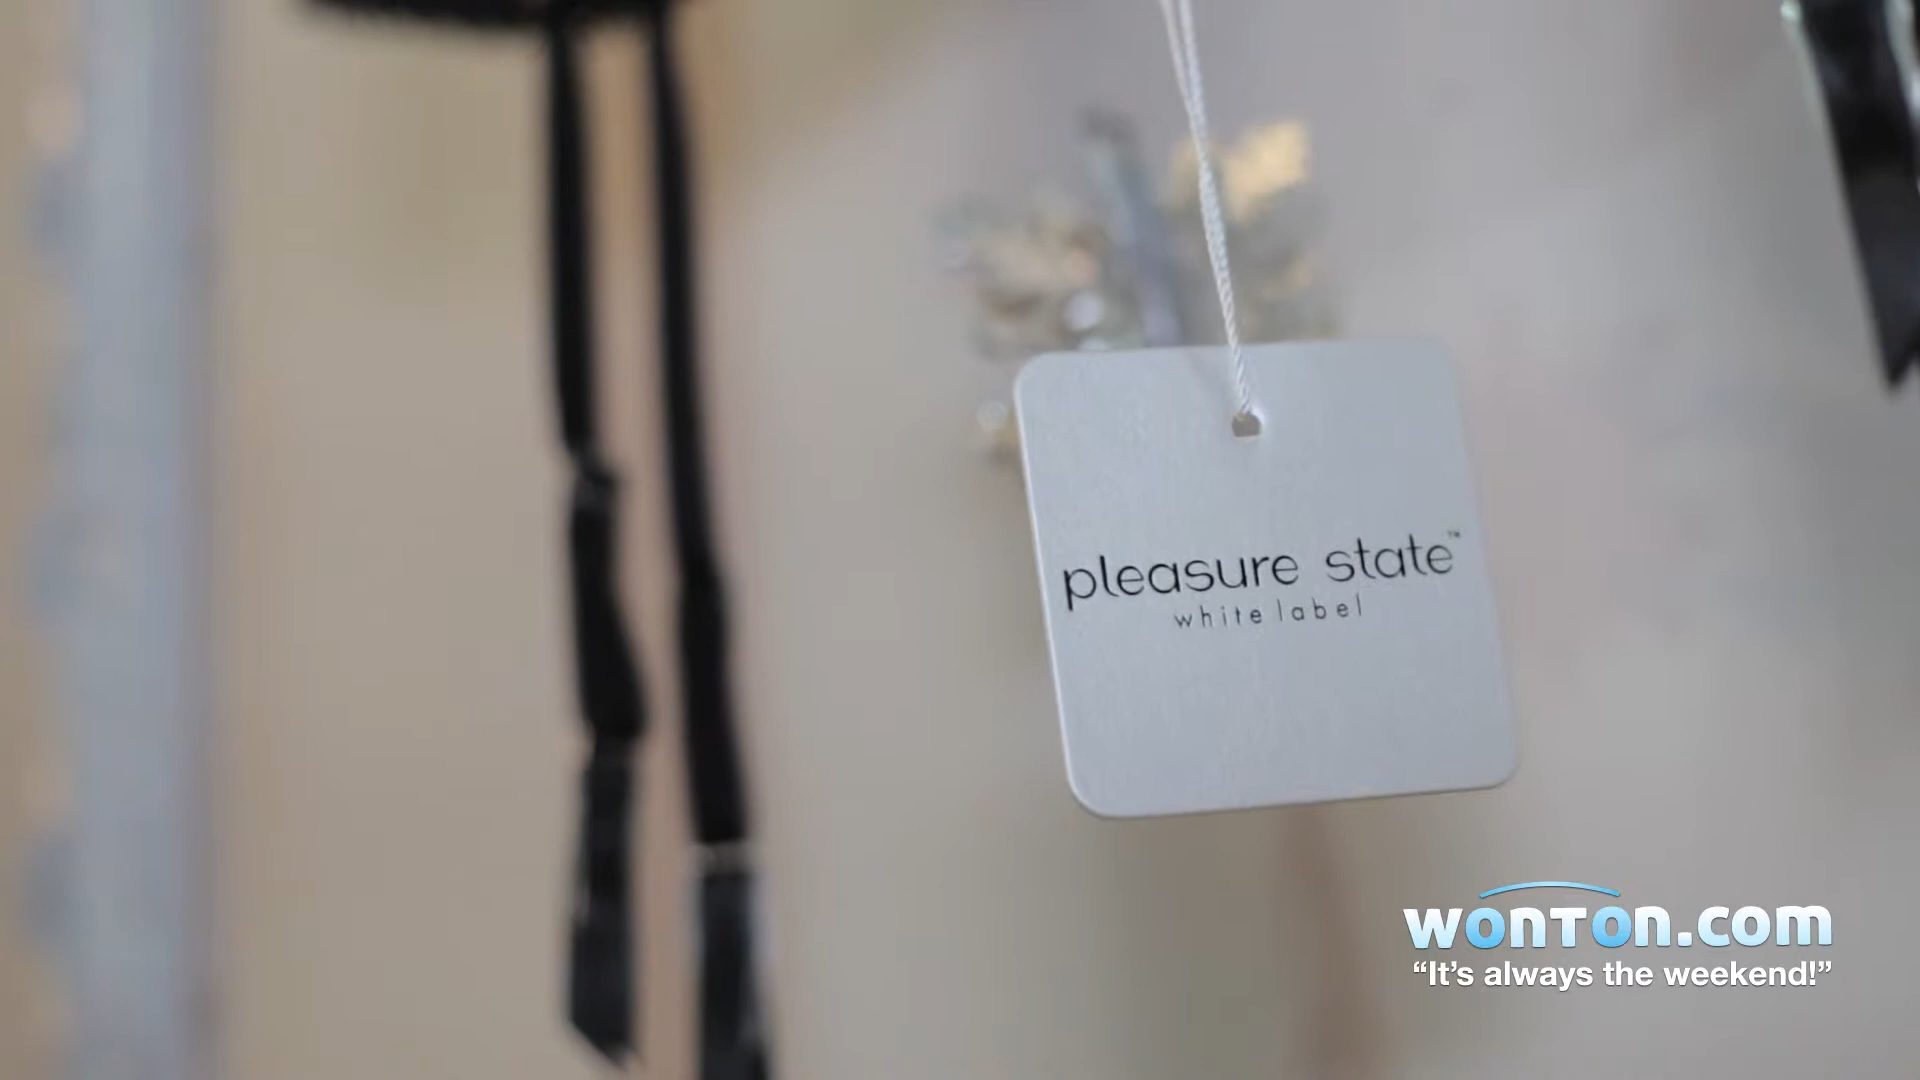 pleasure state™
white label
wonton.com
“It’s always the weekend!”